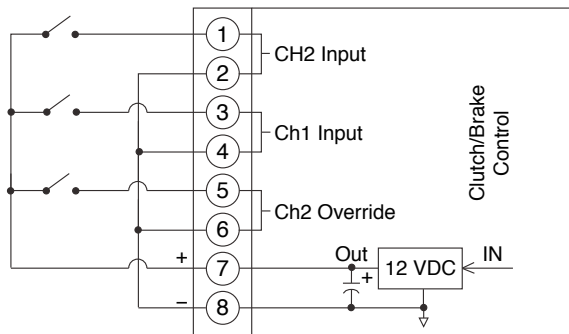 1
CH2 Input
2
3
Ch1 Input
4
5
Ch2 Override
6
+ 7
Out + 12 VDC IN
− 8
Clutch/Brake
Control